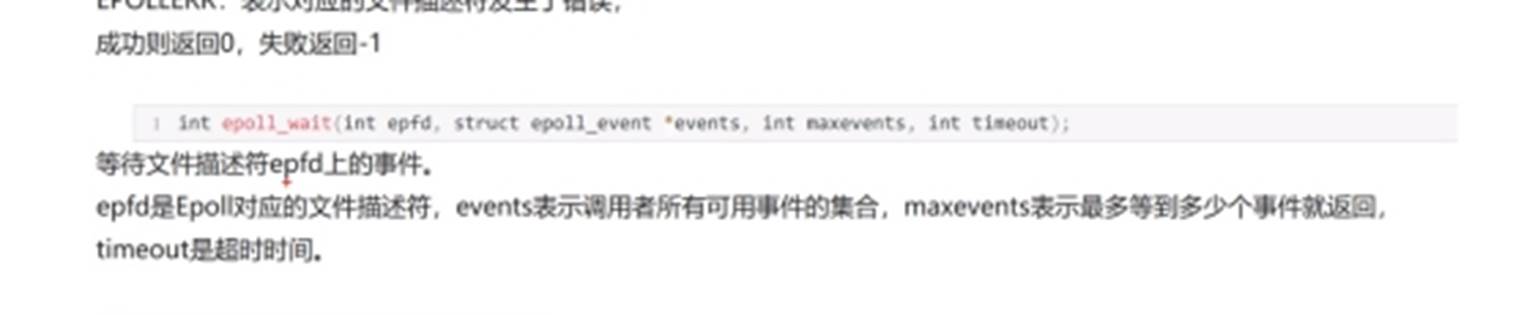 EPOLLERR：表示对应的文件描述符发生了错误；
成功则返回0，失败返回-1
1 int epoll_wait(int epfd, struct epoll_event *events, int maxevents, int timeout);
等待文件描述符epfd上的事件。
epfd是Epoll对应的文件描述符，events表示调用者所有可用事件的集合，maxevents表示最多等到多少个事件就返回，
timeout是超时时间。